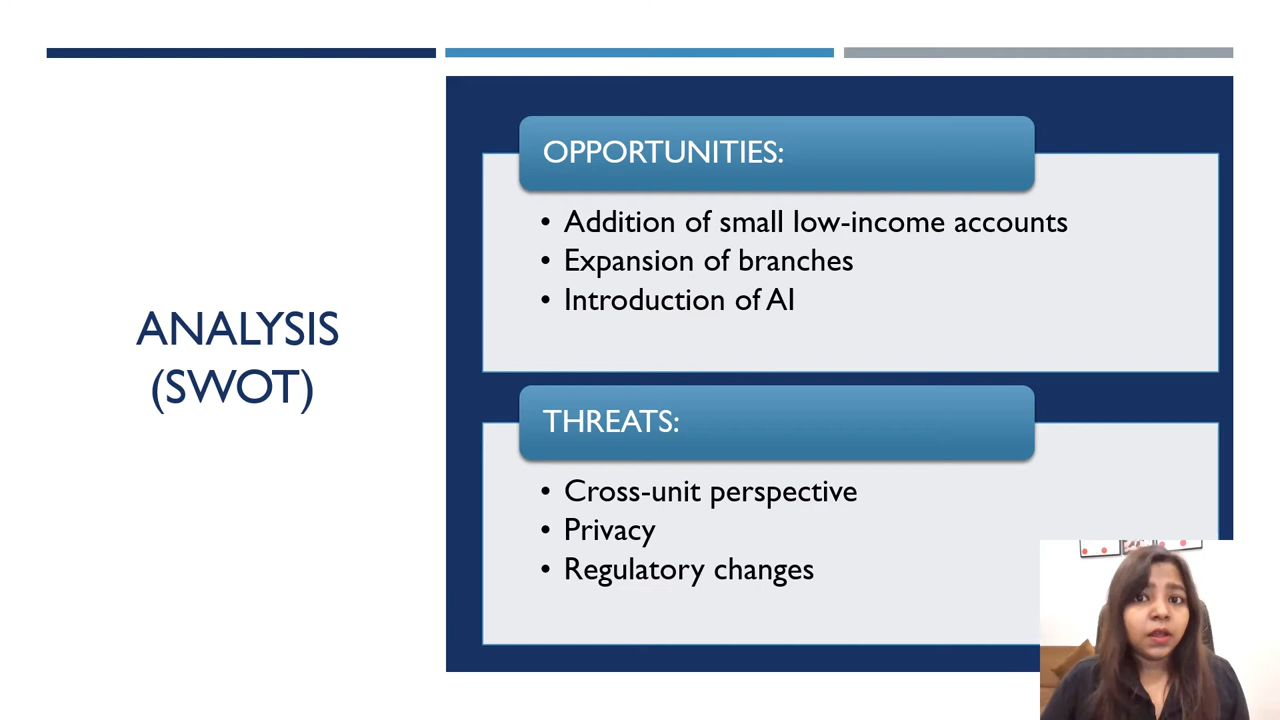 ANALYSIS
(SWOT)
OPPORTUNITIES:
• Addition of small low-income accounts
• Expansion of branches
• Introduction of AI
THREATS:
• Cross-unit perspective
• Privacy
• Regulatory changes